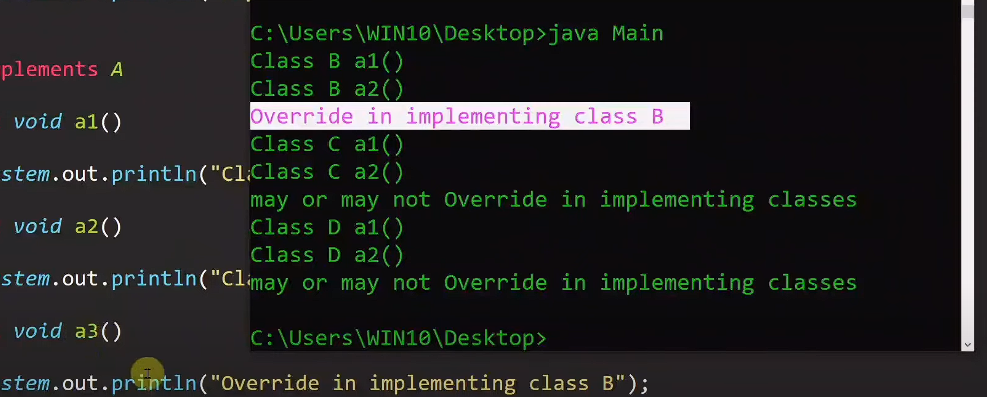 plements A
void a1()
stem.out.println("Cla
void a2()
stem.out.println("Cla
void a3()
stem.out.println("Override in implementing class B");
C:\Users\WIN10\Desktop>java Main
Class B a1()
Class B a2()
Override in implementing class B
Class C a1()
Class C a2()
may or may not Override in implementing classes
Class D a1()
Class D a2()
may or may not Override in implementing classes
C:\Users\WIN10\Desktop>